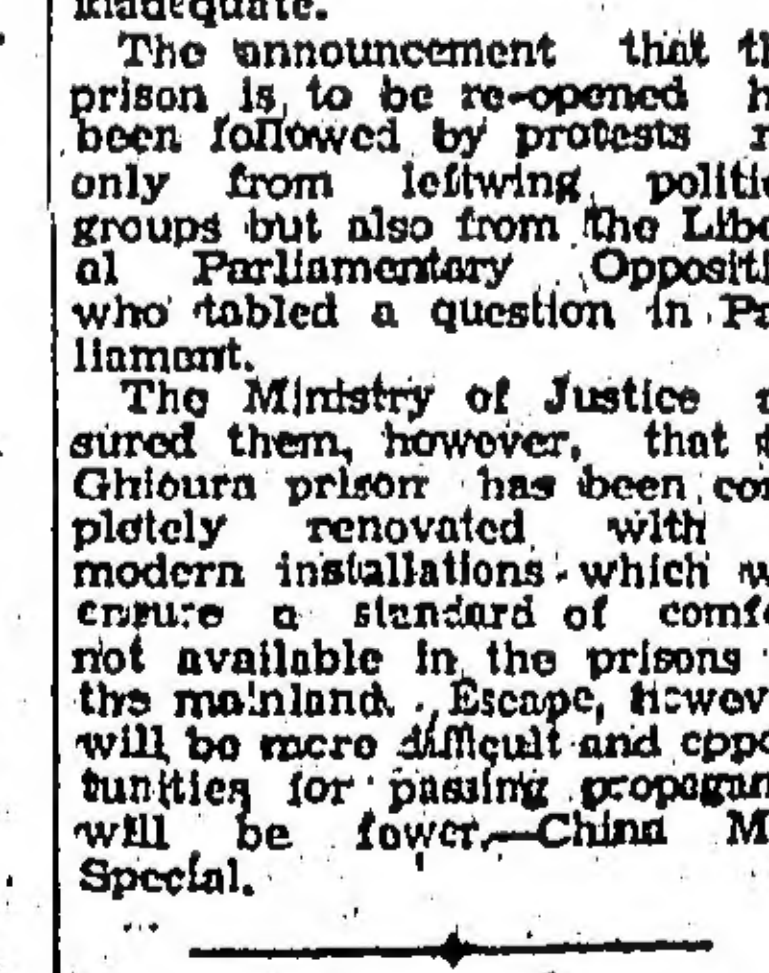 inadequate.
The announcement that th
prison is to be re-opened h
been followed by protests n
only from leftwing politic
groups but also from the Libe
al Parliamentary Oppositi
who tabled a question in Pa
liament.
The Ministry of Justice a
sured them, however, that
Ghioura prison has been com
pletely renovated with
modern installations which w
ensure a standard of comfo
not available in the prisons
the mainland. Escape, howev
will be more difficult and oppo
tunities for passing propagan
will be fewer.—China M
Special.